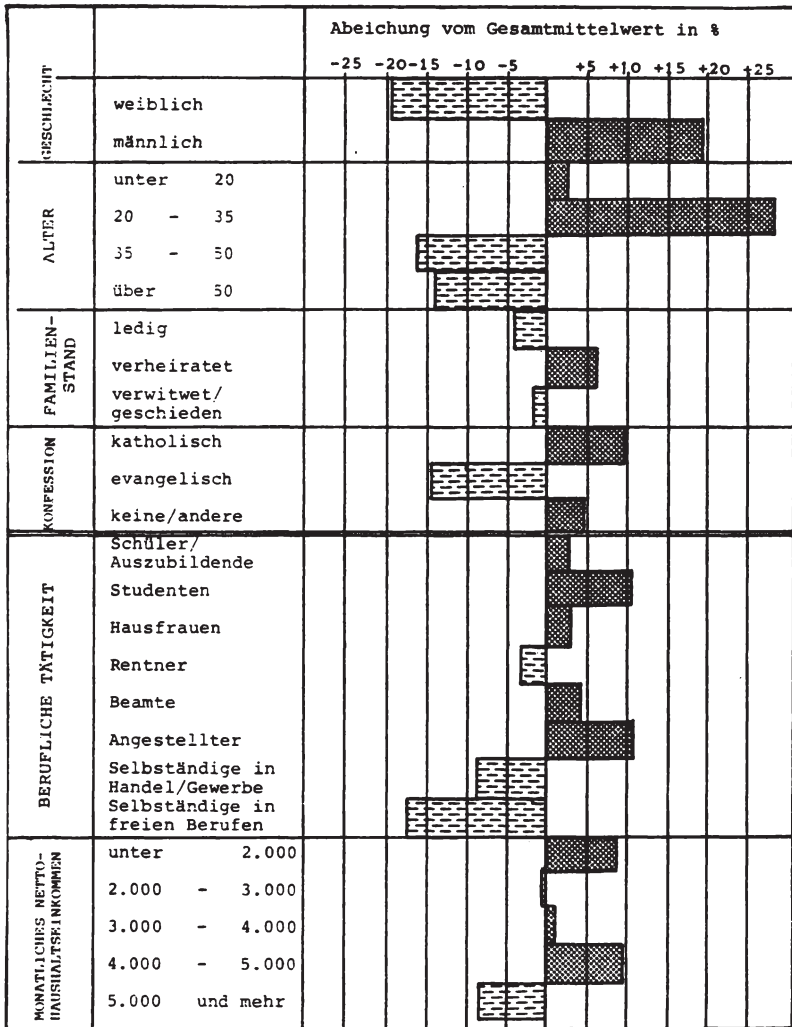 Abeichung vom Gesamtmittelwert in %
-25 -20 -15 -10 -5 +5 +10 +15 +20 +25
GESCHLECHT
weiblich
männlich
ALTER
unter 20
20 - 35
35 - 50
über 50
FAMILIEN-
STAND
ledig
verheiratet
verwitwet/
geschieden
KONFESSION
katholisch
evangelisch
keine/andere
BERUFLICHE TÄTIGKEIT
Schüler/
Auszubildende
Studenten
Hausfrauen
Rentner
Beamte
Angestellter
Selbständige in
Handel/Gewerbe
Selbständige in
freien Berufen
MONATLICHES NETTO-
HAUSHALTSEINKOMMEN
unter 2.000
2.000 - 3.000
3.000 - 4.000
4.000 - 5.000
5.000 und mehr